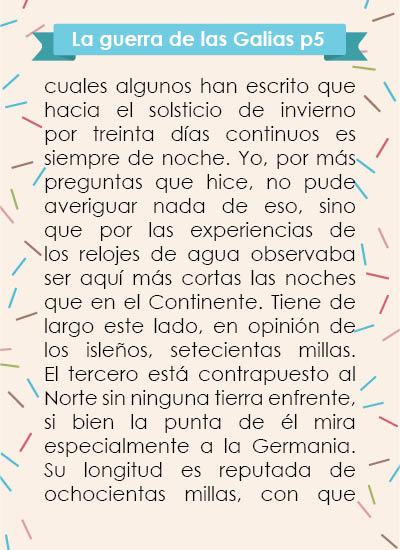 La guerra de las Galias p5
cuales algunos han escrito que
hacia el solsticio de invierno
por treinta días continuos es
siempre de noche. Yo, por más
preguntas que hice, no pude
averiguar nada de eso, sino
que por las experiencias de
los relojes de agua observaba
ser aquí más cortas las noches
que en el Continente. Tiene de
largo este lado, en opinión de
los isleños, setecientas millas.
El tercero está contrapuesto al
Norte sin ninguna tierra enfrente,
si bien la punta de él mira
especialmente a la Germania.
Su longitud es reputada de
ochocientas millas, con que